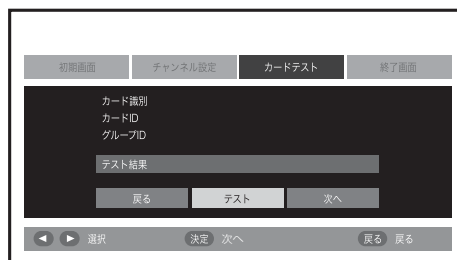 初期画面 チャンネル設定 カードテスト 終了画面
カード識別
カードID
グループID
テスト結果
戻る テスト 次へ
選択 決定 次へ 戻る 戻る